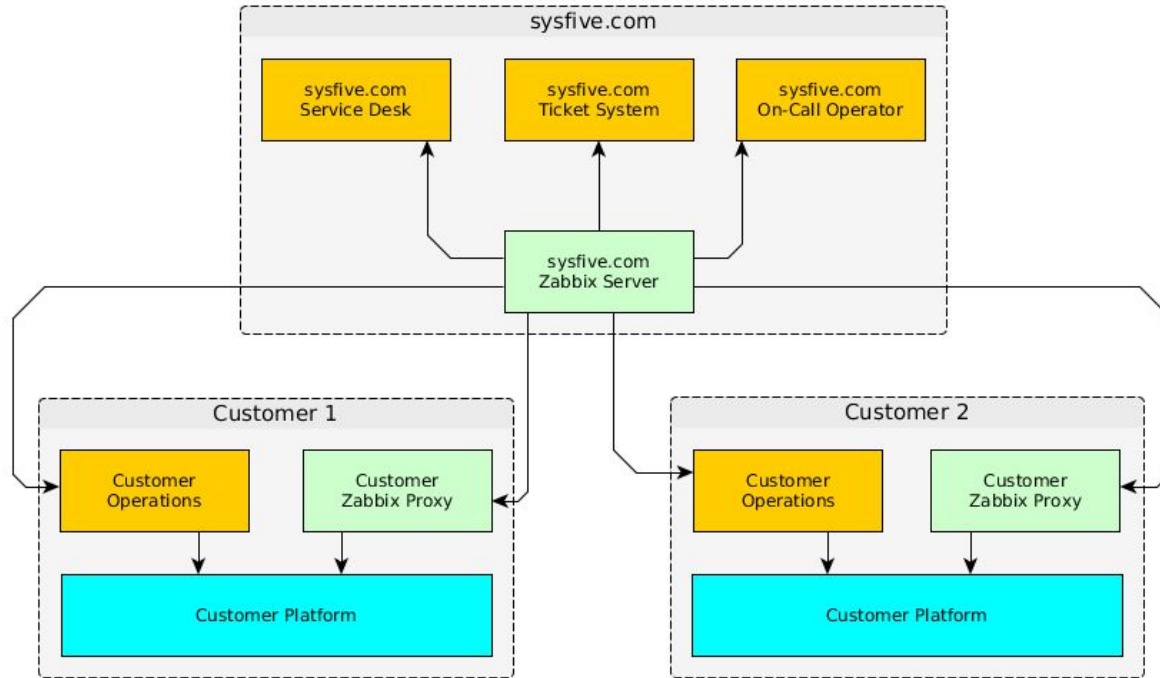 sysfive.com
sysfive.com
Service Desk
sysfive.com
Ticket System
sysfive.com
On-Call Operator
sysfive.com
Zabbix Server
Customer 1
Customer
Operations
Customer
Zabbix Proxy
Customer Platform
Customer 2
Customer
Operations
Customer
Zabbix Proxy
Customer Platform